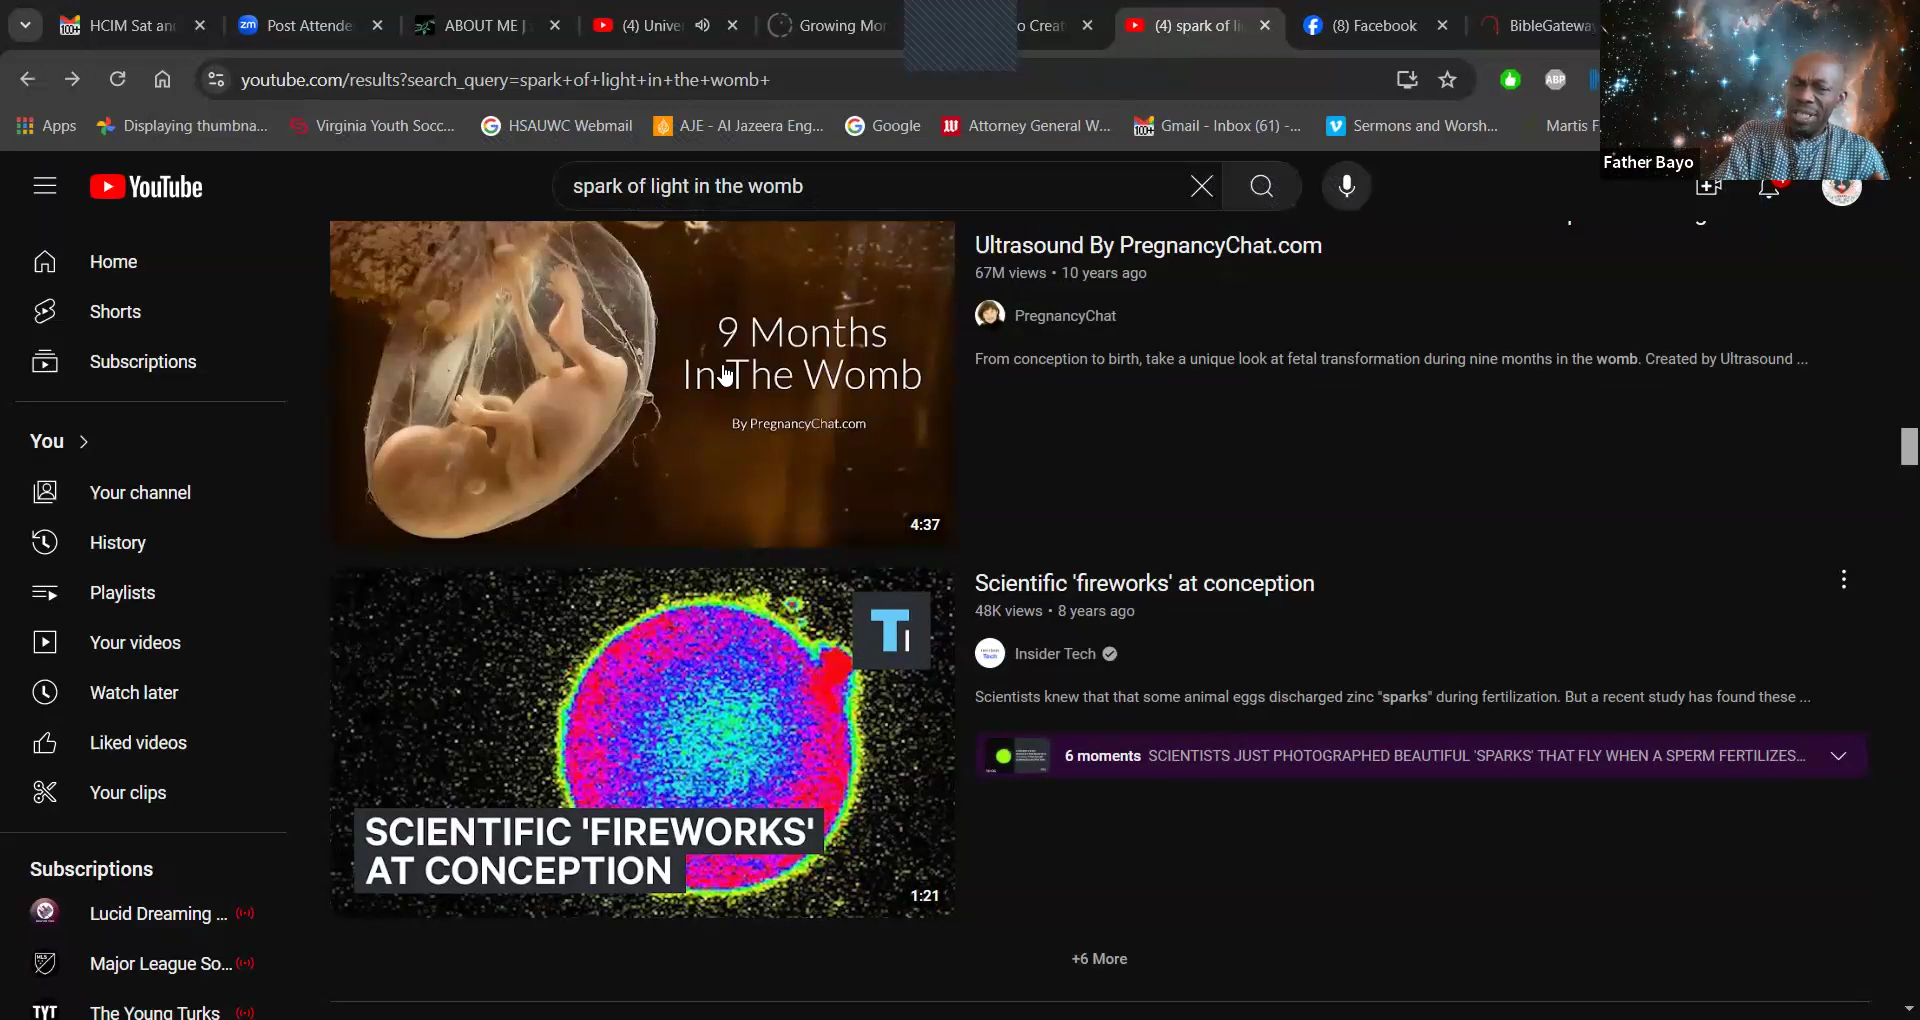 HCIM Sat an
zm Post Attende
ABOUT ME |
(4) Unive
Growing Mo
o Creat
(4) spark of li
(8) Facebook
BibleGateway
youtube.com/results?search_query=spark+of+light+in+the+womb+
ABP
Apps
Displaying thumbna...
Virginia Youth Socc...
HSAUWC Webmail
AJE - Al Jazeera Eng...
Google
Attorney General W...
100+
Gmail - Inbox (61) -...
Sermons and Worsh...
Martis F
Father Bayo
YouTube
spark of light in the womb
Home
Shorts
Subscriptions
You
Your channel
History
Playlists
Your videos
Watch later
Liked videos
Your clips
Subscriptions
Lucid Dreaming ...
Major League So...
TYT The Young Turks
9 Months
In The Womb
By PregnancyChat.com
4:37
Ultrasound By PregnancyChat.com
67M views • 10 years ago
PregnancyChat
From conception to birth, take a unique look at fetal transformation during nine months in the womb. Created by Ultrasound ...
TI
SCIENTIFIC 'FIREWORKS'
AT CONCEPTION
1:21
Scientific 'fireworks' at conception
48K views • 8 years ago
Insider Tech
Scientists knew that that some animal eggs discharged zinc "sparks" during fertilization. But a recent study has found these ...
6 moments SCIENTISTS JUST PHOTOGRAPHED BEAUTIFUL 'SPARKS' THAT FLY WHEN A SPERM FERTILIZES...
+6 More